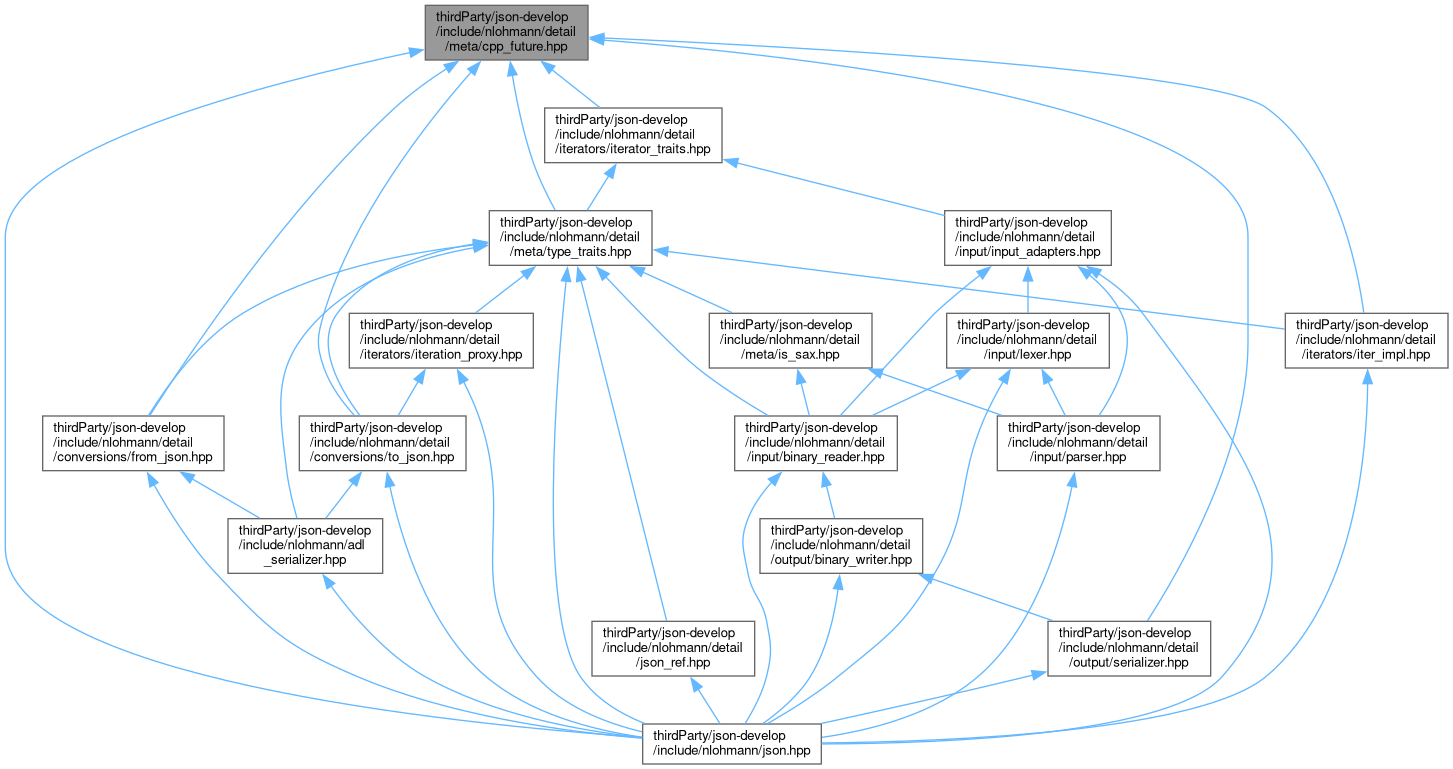 thirdParty/json-develop
/include/nlohmann/detail
/meta/cpp_future.hpp
thirdParty/json-develop
/include/nlohmann/detail
/iterators/iterator_traits.hpp
thirdParty/json-develop
/include/nlohmann/detail
/meta/type_traits.hpp
thirdParty/json-develop
/include/nlohmann/detail
/input/input_adapters.hpp
thirdParty/json-develop
/include/nlohmann/detail
/iterators/iteration_proxy.hpp
thirdParty/json-develop
/include/nlohmann/detail
/meta/is_sax.hpp
thirdParty/json-develop
/include/nlohmann/detail
/input/lexer.hpp
thirdParty/json-develop
/include/nlohmann/detail
/iterators/iter_impl.hpp
thirdParty/json-develop
/include/nlohmann/detail
/conversions/from_json.hpp
thirdParty/json-develop
/include/nlohmann/detail
/conversions/to_json.hpp
thirdParty/json-develop
/include/nlohmann/detail
/input/binary_reader.hpp
thirdParty/json-develop
/include/nlohmann/detail
/input/parser.hpp
thirdParty/json-develop
/include/nlohmann/adl
_serializer.hpp
thirdParty/json-develop
/include/nlohmann/detail
/output/binary_writer.hpp
thirdParty/json-develop
/include/nlohmann/detail
/json_ref.hpp
thirdParty/json-develop
/include/nlohmann/detail
/output/serializer.hpp
thirdParty/json-develop
/include/nlohmann/json.hpp